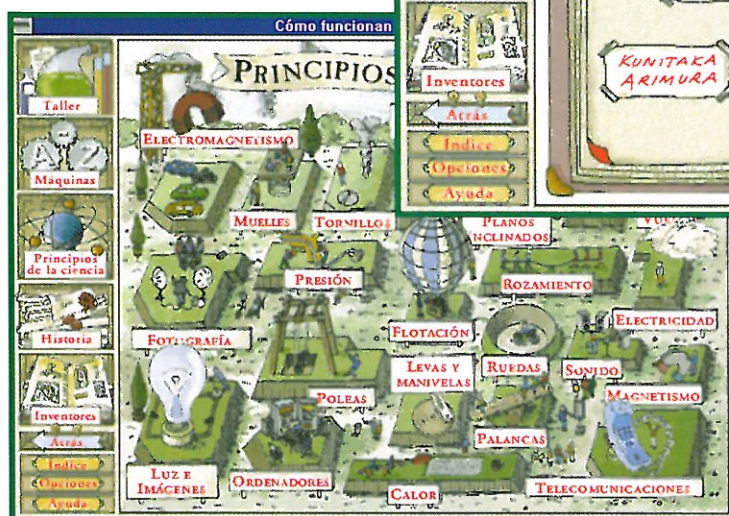 Cómo funcionan
Taller
Máquinas
Principios
de la ciencia
Historia
Inventores
Atrás
Indice
Opciones
Ayuda
PRINCIPIOS
ELECTROMAGNETISMO
MUELLES
TORNILLOS
PLANOS
INCLINADOS
FOTOGRAFÍA
PRESIÓN
FLOTACIÓN
ROZAMIENTO
ELECTRICIDAD
POLEAS
LEVAS Y
MANIVELAS
RUEDAS
SONIDO
MAGNETISMO
PALANCAS
LUZ E
IMÁGENES
ORDENADORES
CALOR
TELECOMUNICACIONES
Inventores
Atrás
Indice
Opciones
Ayuda
KUNITAKA
ARIMURA